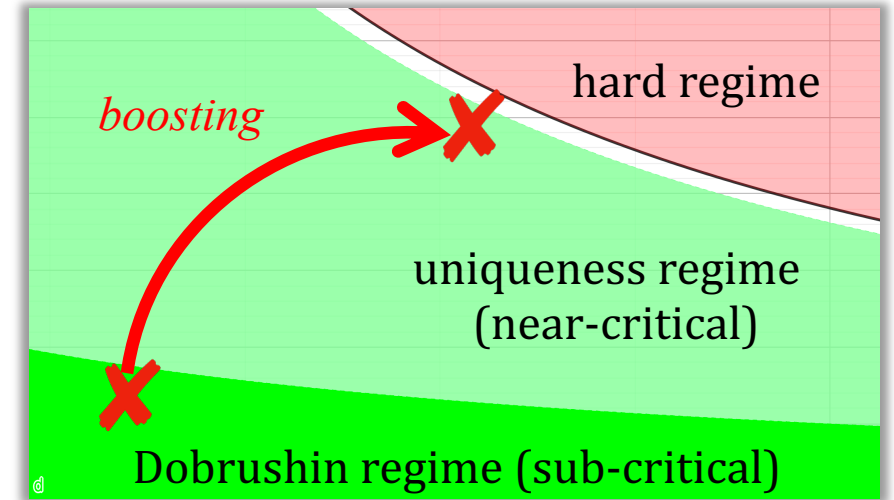 hard regime
boosting
uniqueness regime
(near-critical)
Dobrushin regime (sub-critical)
d